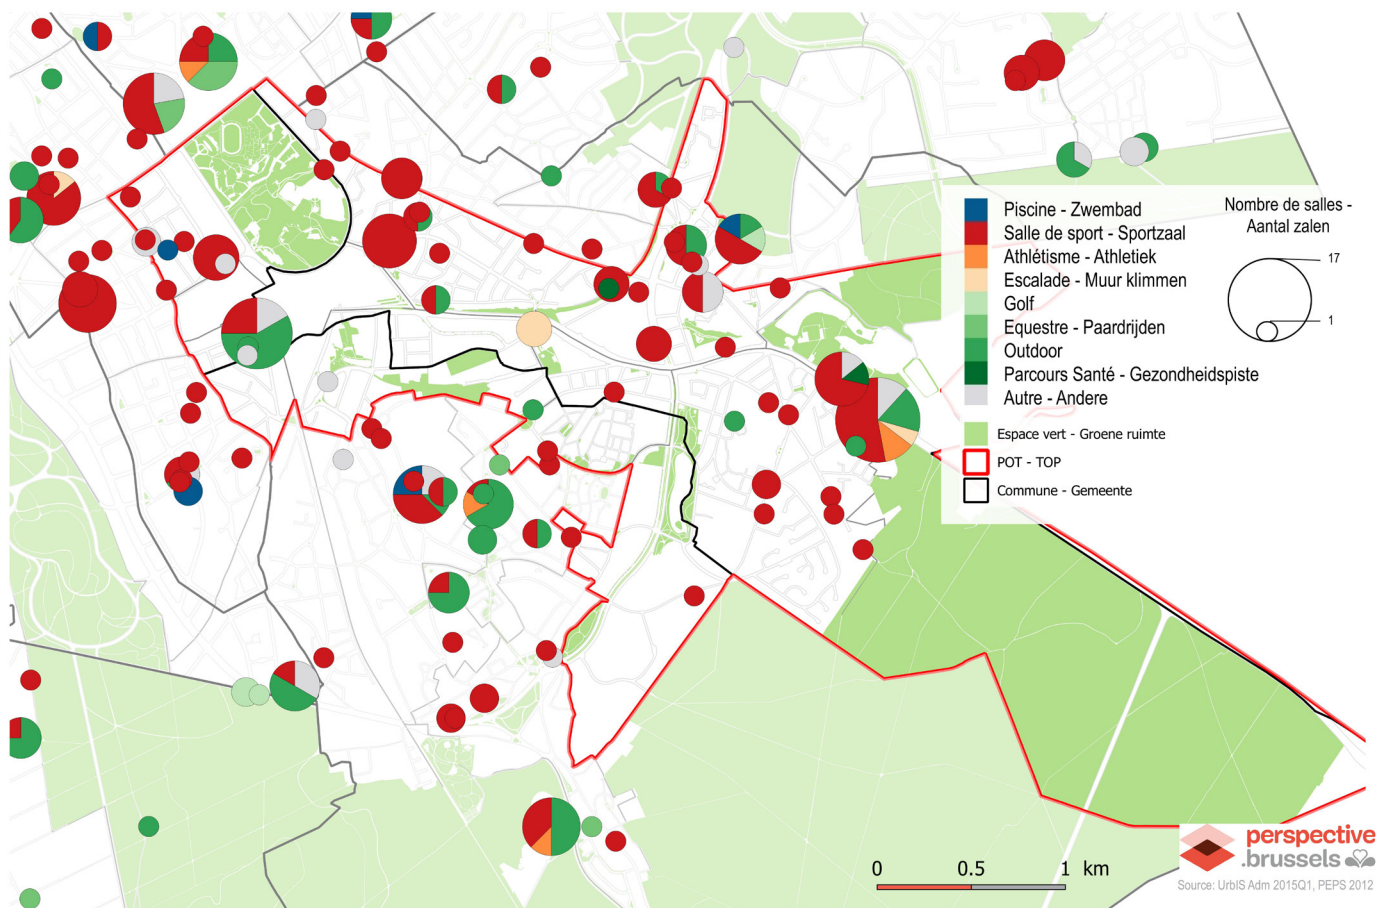 Piscine - Zwembad
Salle de sport - Sportzaal
Athlétisme - Athletiek
Escalade - Muur klimmen
Golf
Equestre - Paardrijden
Outdoor
Parcours Santé - Gezondheidspiste
Autre - Andere
Espace vert - Groene ruimte
POT - TOP
Commune - Gemeente
Nombre de salles -
Aantal zalen
17
1
0 0.5 1 km
perspective
.brussels
Source: UrbIS Adm 2015Q1, PEPS 2012